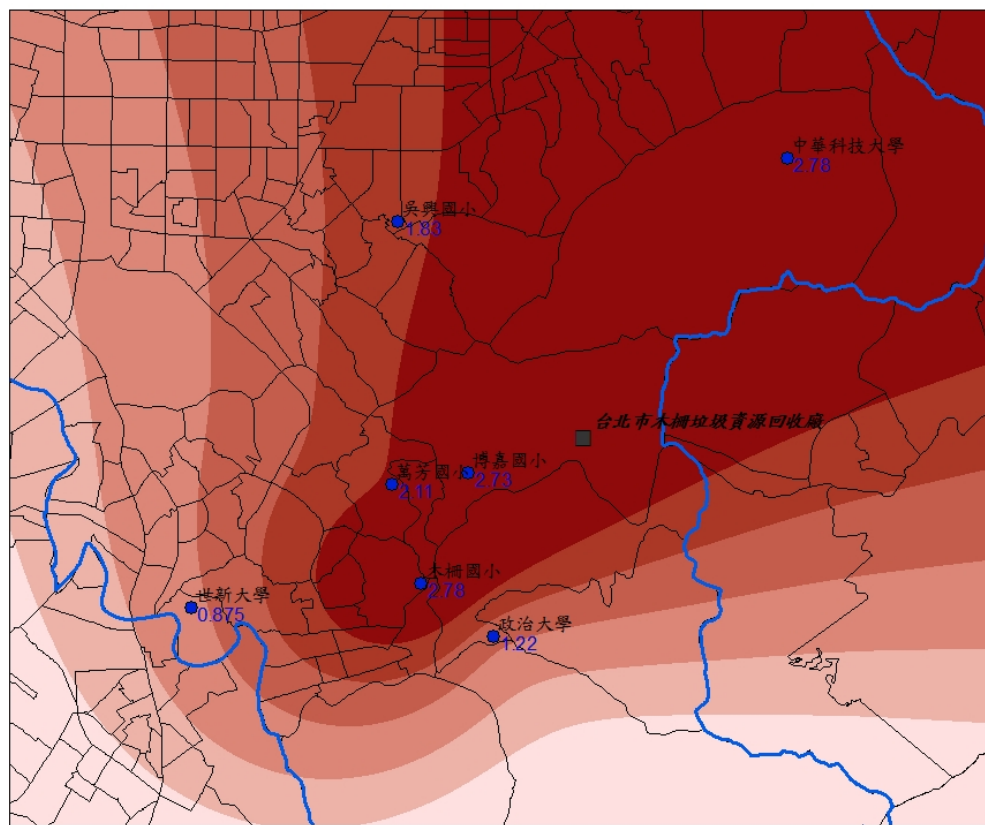 中華科技大學
2.78
吳興國小
1.83
台北市木柵垃圾資源回收廠
博嘉國小
2.73
萬芳國小
2.11
木柵國小
2.78
世新大學
0.875
政治大學
1.22